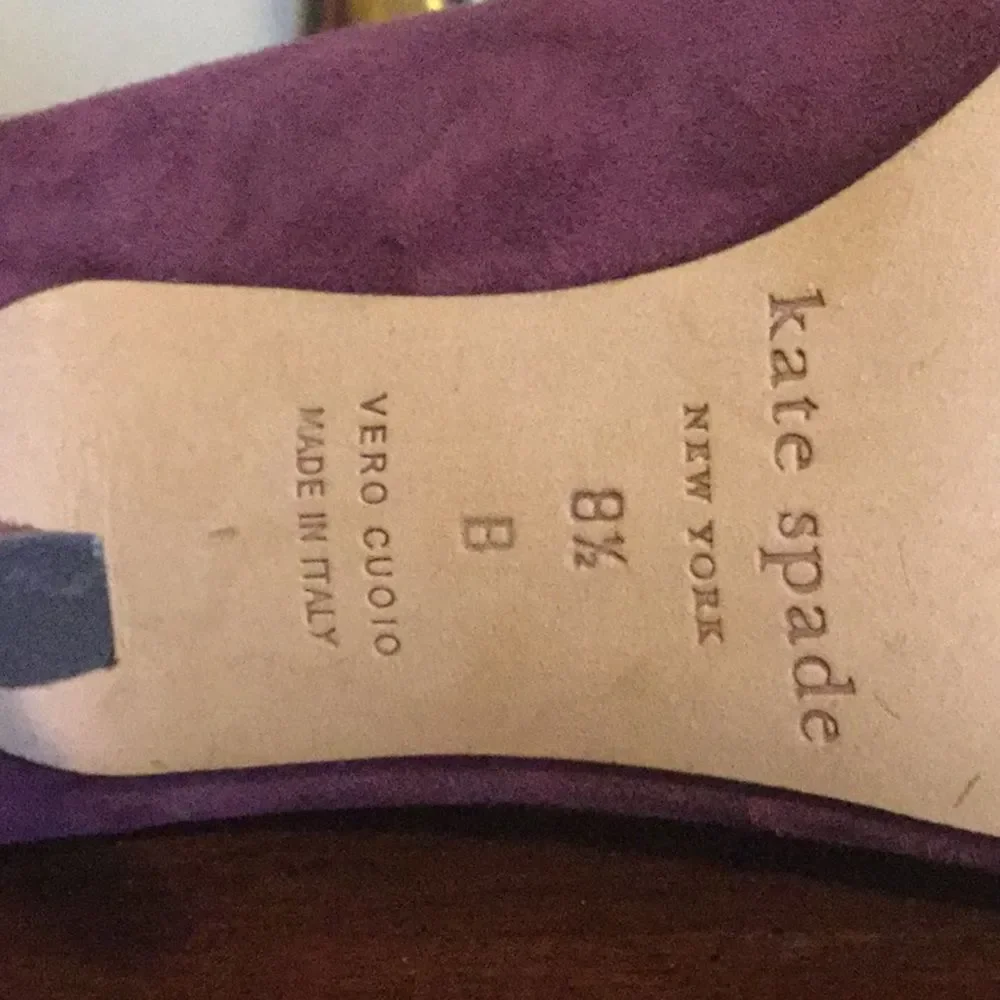 kate spade
NEW YORK
8½
B
VERO CUOIO
MADE IN ITALY